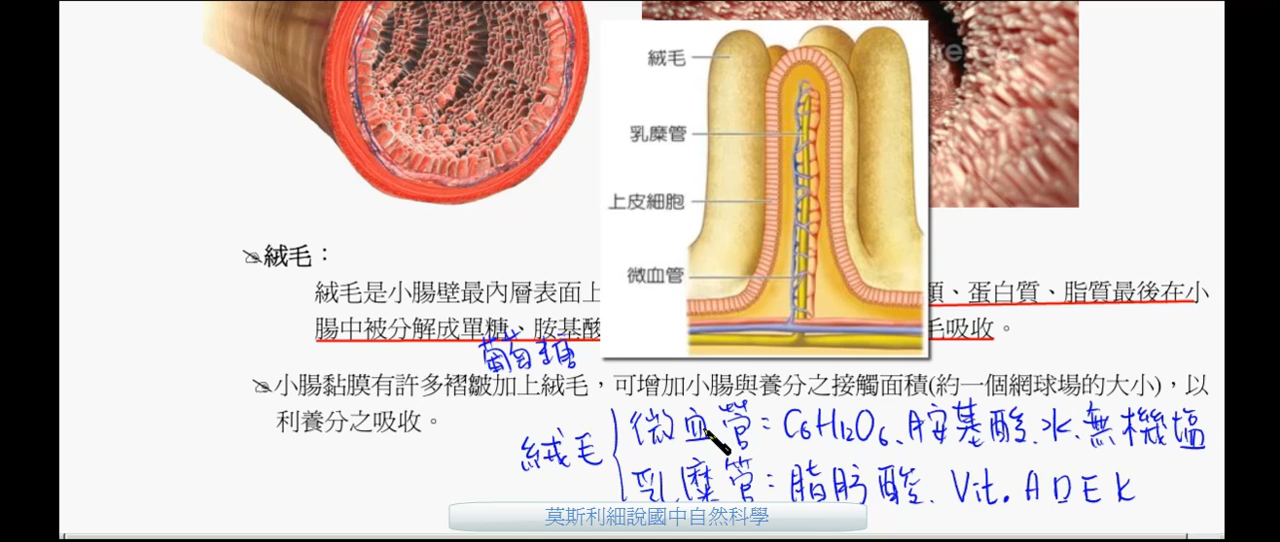 絨毛
乳糜管
上皮細胞
微血管
絨毛：
絨毛是小腸壁最內層表面上
、蛋白質、脂質最後在小
腸中被分解成單糖、胺基酸
毛吸收。
葡萄糖
小腸黏膜有許多褶皺加上絨毛，可增加小腸與養分之接觸面積(約一個網球場的大小)，以
利養分之吸收。
絨毛
微血管：C6H12O6、胺基酸、水、無機塩
乳糜管：脂肪酸、Vit. A D E K
莫斯利細說國中自然科學